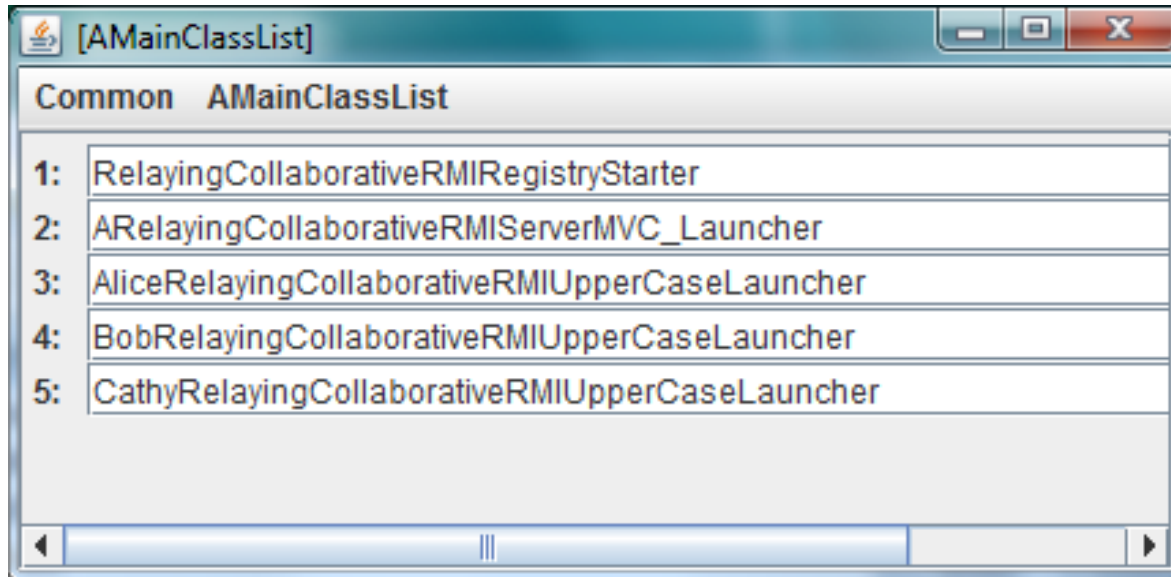 [AMainClassList]
Common AMainClassList
1: RelayingCollaborativeRMIRegistryStarter
2: ARelayingCollaborativeRMIServerMVC_Launcher
3: AliceRelayingCollaborativeRMIUpperCaseLauncher
4: BobRelayingCollaborativeRMIUpperCaseLauncher
5: CathyRelayingCollaborativeRMIUpperCaseLauncher